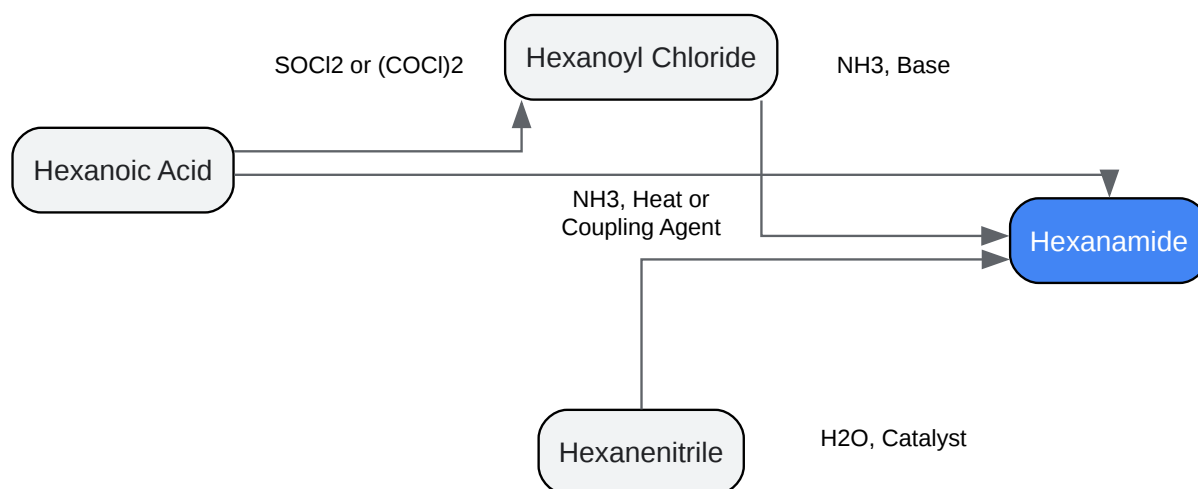 Hexanoyl Chloride
SOCl2 or (COCl)2
NH3, Base
Hexanoic Acid
NH3, Heat or
Coupling Agent
Hexanamide
Hexanenitrile
H2O, Catalyst